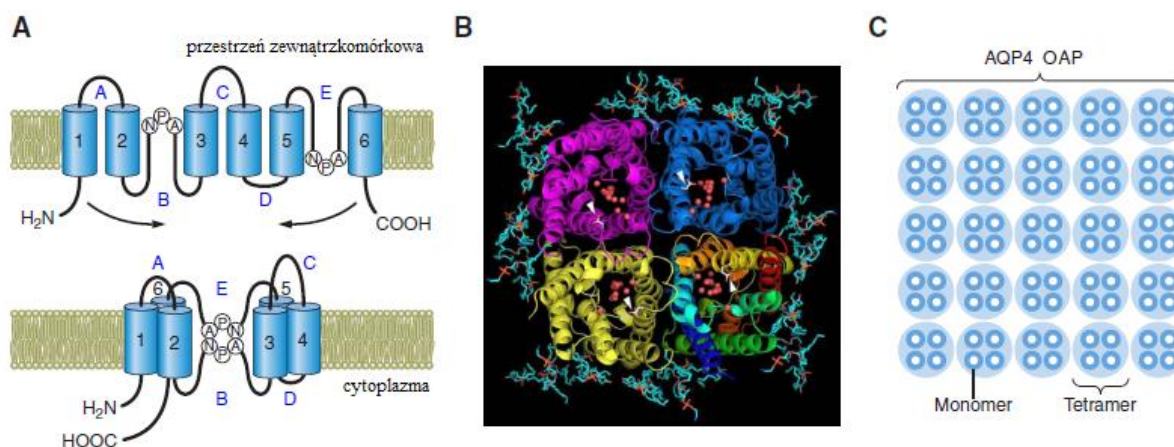 A
przestrzeń zewnątrzkomórkowa
A
C
E
N P A
1
2
3
4
5
6
N P A
B
D
H₂N
COOH
A
E
C
6
5
1
2
A P N
N P A
3
4
B
D
cytoplazma
H₂N
HOOC
B
C
AQP4 OAP
Monomer
Tetramer